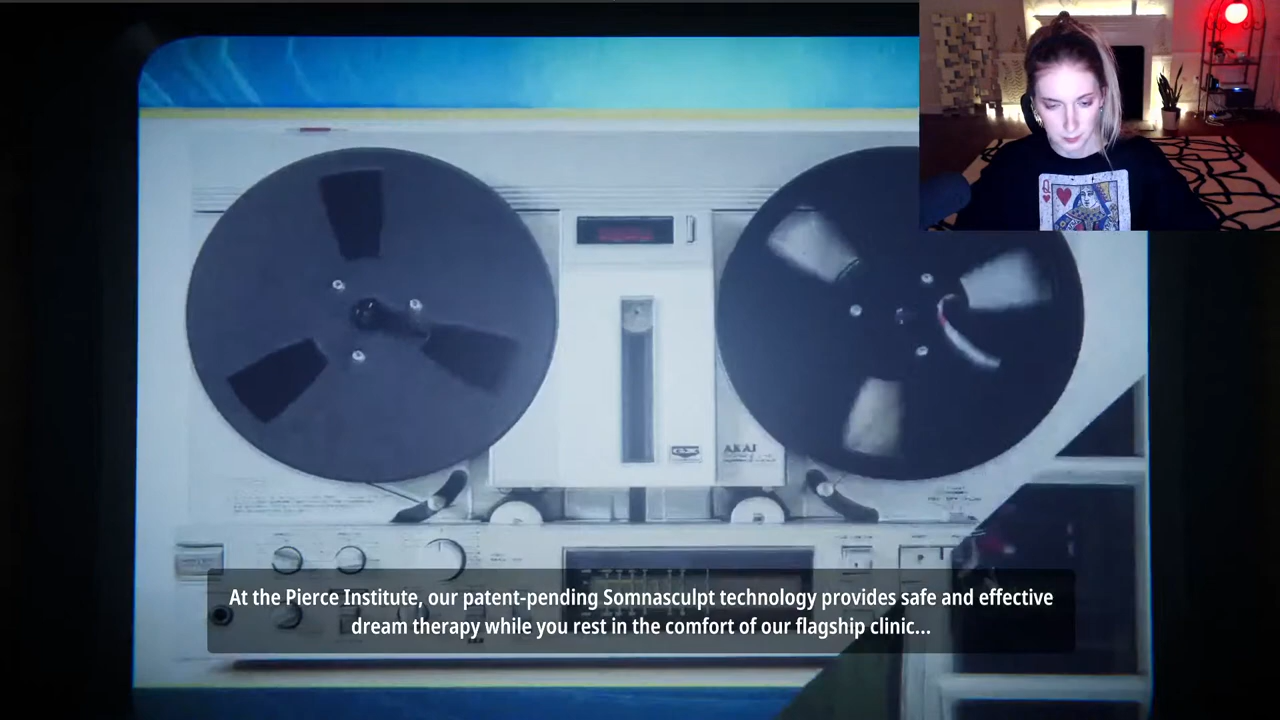 Q
AKAI
At the Pierce Institute, our patent-pending Somnasculpt technology provides safe and effective
dream therapy while you rest in the comfort of our flagship clinic...